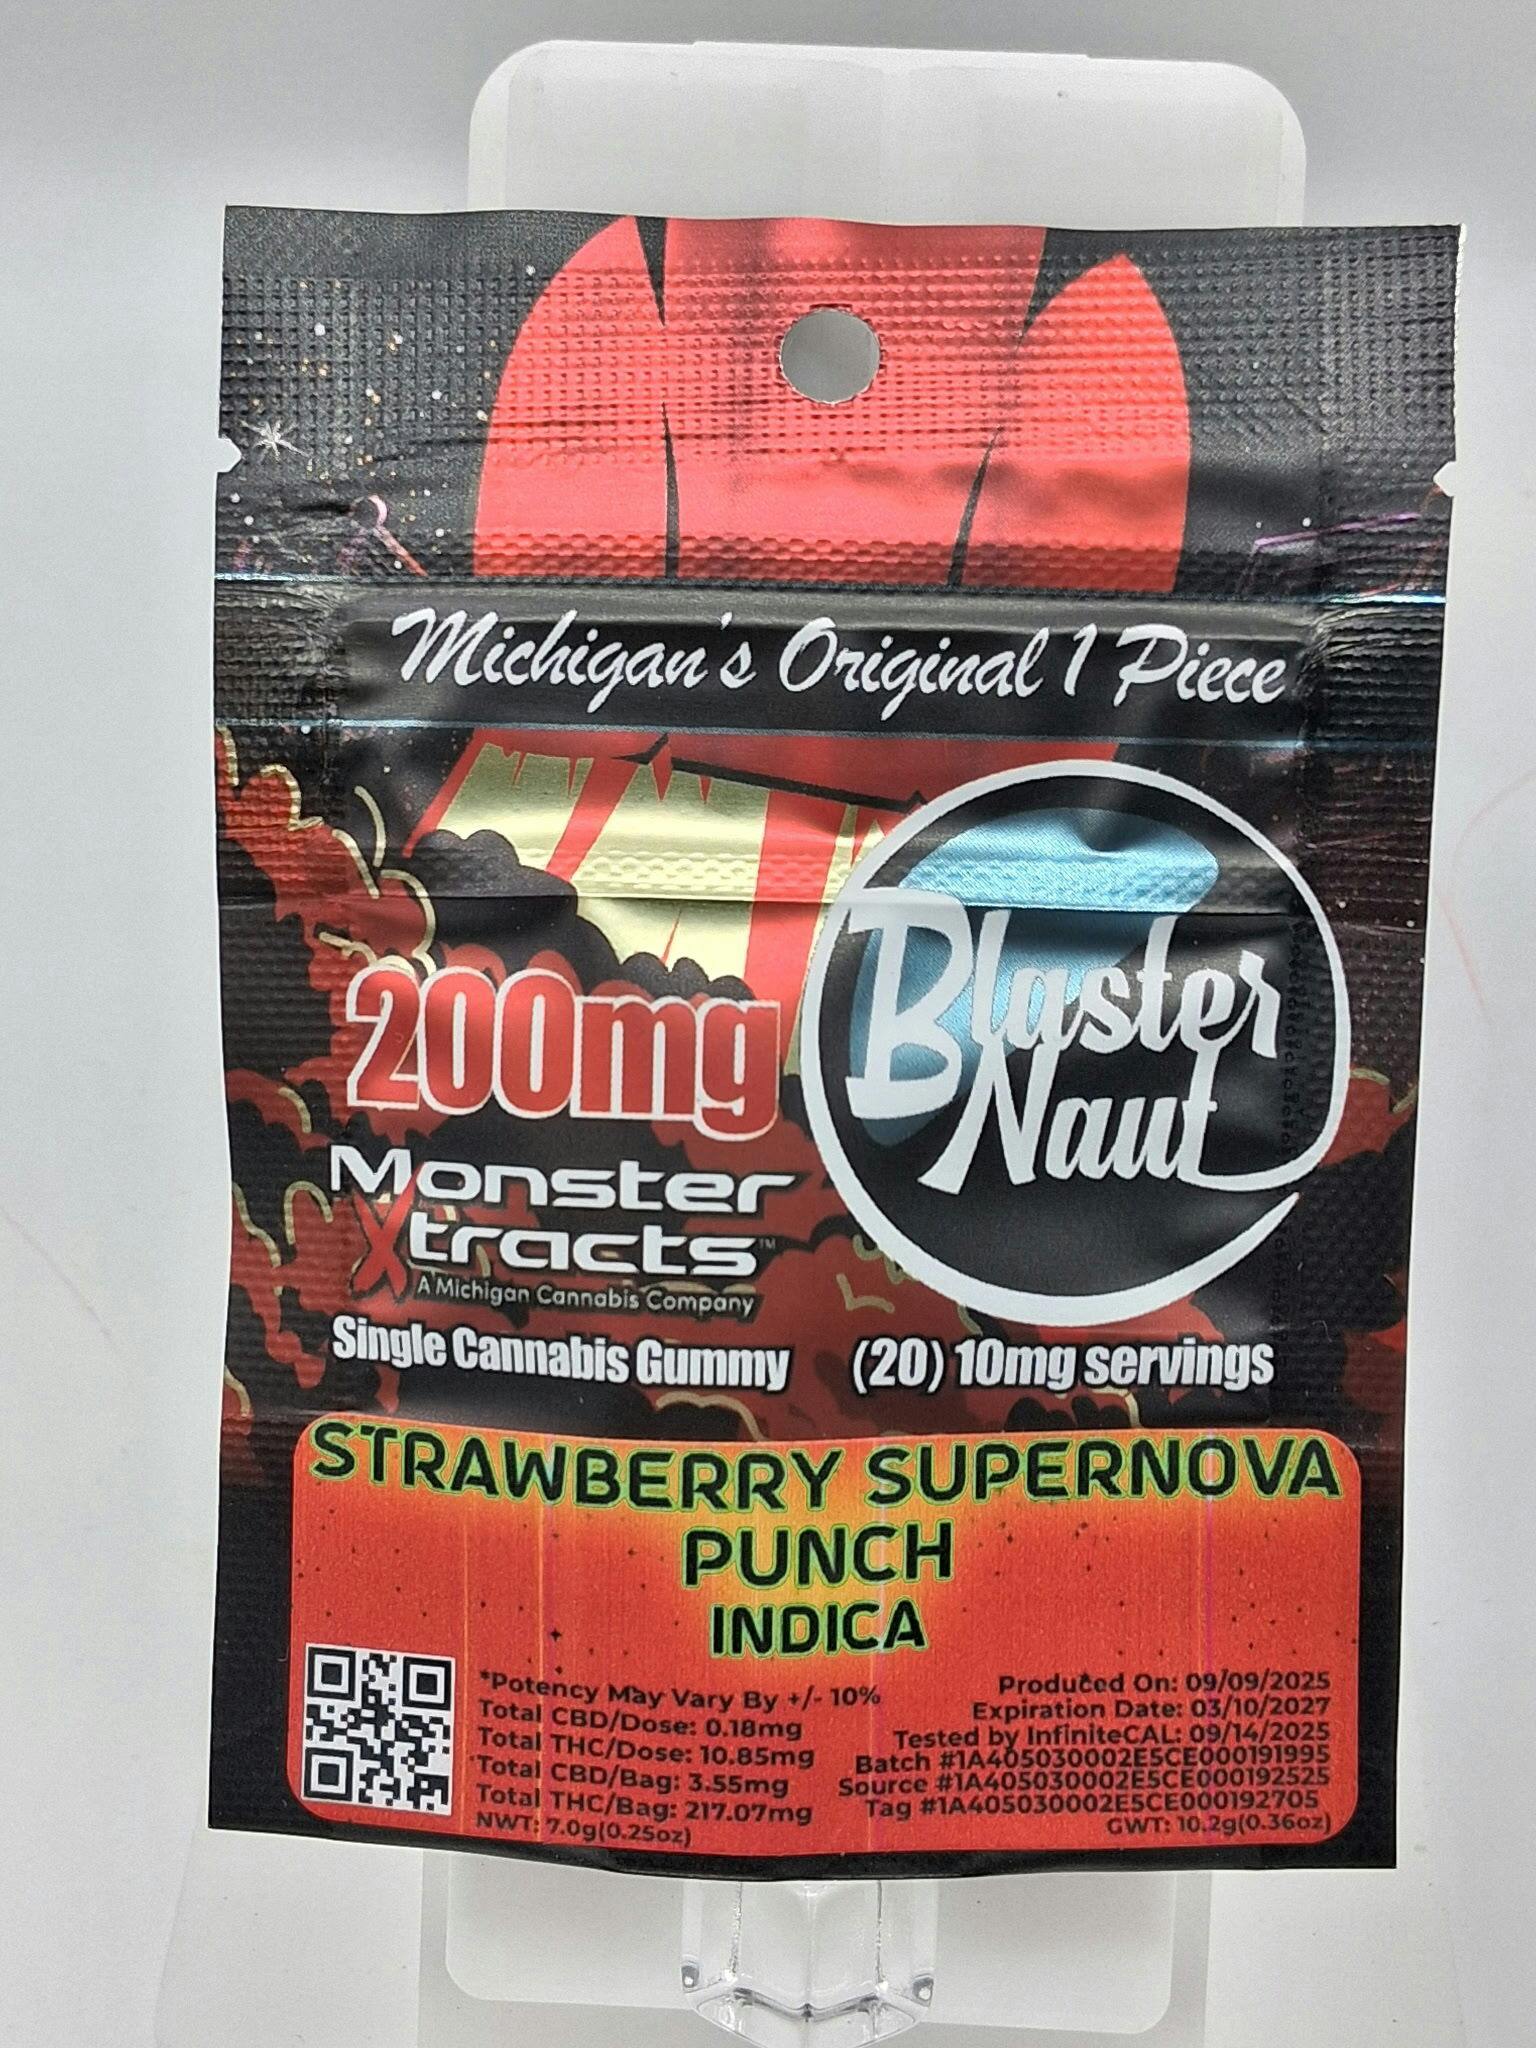 Michigan's Original 1 Piece
200mg
Blaster
Naut
Monster
Xtracts™
A Michigan Cannabis Company
Single Cannabis Gummy
(20) 10mg servings
STRAWBERRY SUPERNOVA
PUNCH
INDICA
*Potency May Vary By +/- 10%
Total CBD/Dose: 0.18mg
Total THC/Dose: 10.85mg
Total CBD/Bag: 3.55mg
Total THC/Bag: 217.07mg
NWT: 7.0g(0.25oz)
Produced On: 09/09/2025
Expiration Date: 03/10/2027
Tested by InfiniteCAL: 09/14/2025
Batch #1A405030002E5CE000191995
Source #1A405030002E5CE000192525
Tag #1A405030002E5CE000192705
GWT: 10.2g(0.36oz)